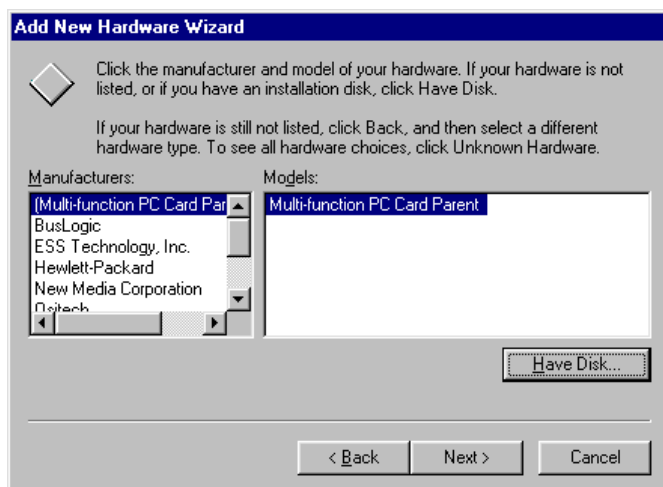 Add New Hardware Wizard
Click the manufacturer and model of your hardware. If your hardware is not
listed, or if you have an installation disk, click Have Disk.
If your hardware is still not listed, click Back, and then select a different
hardware type. To see all hardware choices, click Unknown Hardware.
Manufacturers:
Models:
(Multi-function PC Card Par
Multi-function PC Card Parent
BusLogic
ESS Technology, Inc.
Hewlett-Packard
New Media Corporation
Ositech
Have Disk...
< Back
Next >
Cancel